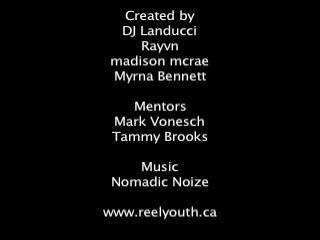 Created by
DJ Landucci
Rayvn
madison mcrae
Myrna Bennett
Mentors
Mark Vonesch
Tammy Brooks
Music
Nomadic Noize
www.reelyouth.ca